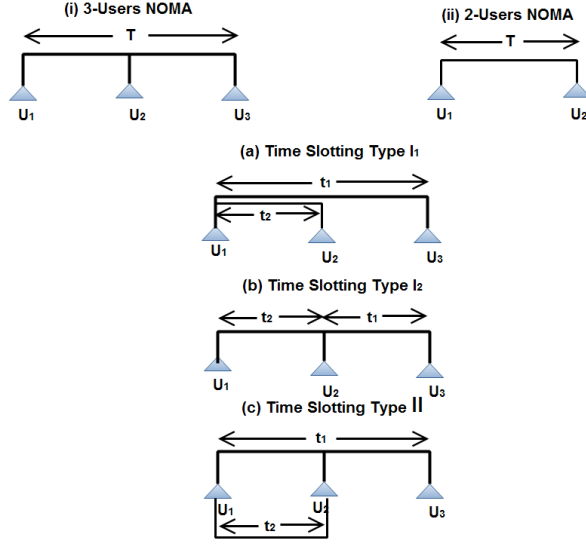 (i) 3-Users NOMA
T
U1
U2
U3
(ii) 2-Users NOMA
T
U1
U2
(a) Time Slotting Type I1
t1
t2
U1
U2
U3
(b) Time Slotting Type I2
t2
t1
U1
U2
U3
(c) Time Slotting Type II
t1
U1
U2
U3
t2